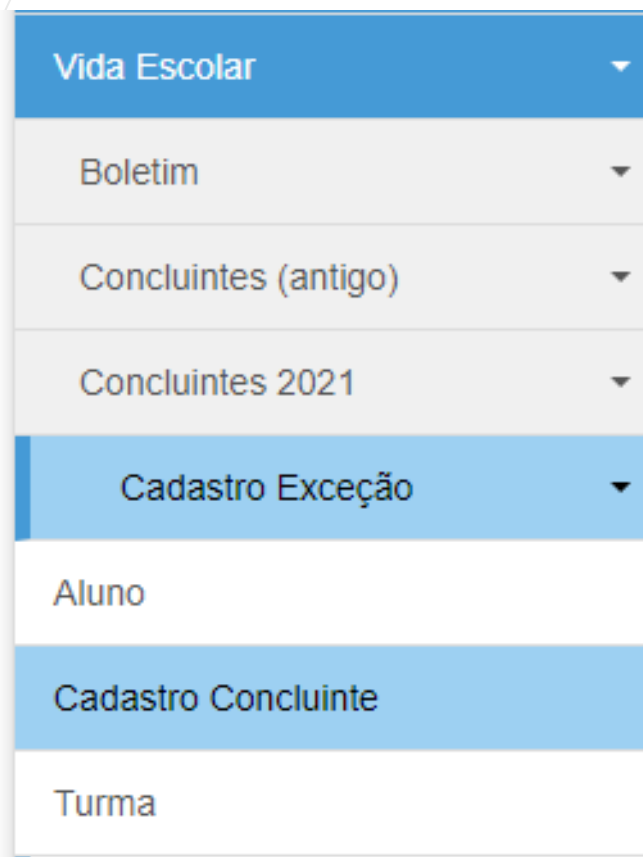 Vida Escolar
Boletim
Concluintes (antigo)
Concluintes 2021
Cadastro Exceção
Aluno
Cadastro Concluinte
Turma